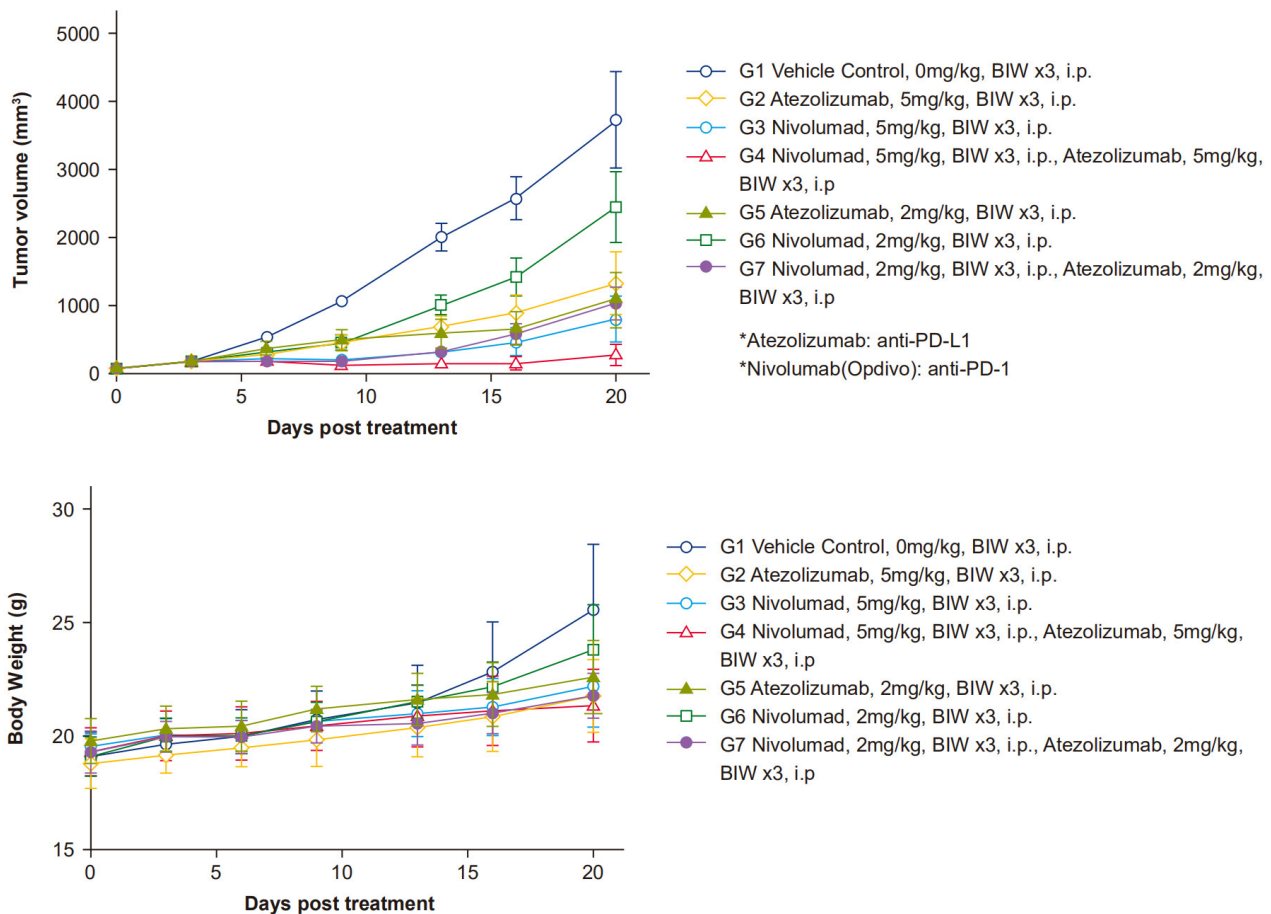 5000
4000
3000
2000
1000
0
Tumor volume (mm³)
0 5 10 15 20
Days post treatment
G1 Vehicle Control, 0mg/kg, BIW x3, i.p.
G2 Atezolizumab, 5mg/kg, BIW x3, i.p.
G3 Nivolumad, 5mg/kg, BIW x3, i.p.
G4 Nivolumad, 5mg/kg, BIW x3, i.p., Atezolizumab, 5mg/kg,
BIW x3, i.p
G5 Atezolizumab, 2mg/kg, BIW x3, i.p.
G6 Nivolumad, 2mg/kg, BIW x3, i.p.
G7 Nivolumad, 2mg/kg, BIW x3, i.p., Atezolizumab, 2mg/kg,
BIW x3, i.p
*Atezolizumab: anti-PD-L1
*Nivolumab(Opdivo): anti-PD-1
30
25
20
15
Body Weight (g)
0 5 10 15 20
Days post treatment
G1 Vehicle Control, 0mg/kg, BIW x3, i.p.
G2 Atezolizumab, 5mg/kg, BIW x3, i.p.
G3 Nivolumad, 5mg/kg, BIW x3, i.p.
G4 Nivolumad, 5mg/kg, BIW x3, i.p., Atezolizumab, 5mg/kg,
BIW x3, i.p
G5 Atezolizumab, 2mg/kg, BIW x3, i.p.
G6 Nivolumad, 2mg/kg, BIW x3, i.p.
G7 Nivolumad, 2mg/kg, BIW x3, i.p., Atezolizumab, 2mg/kg,
BIW x3, i.p